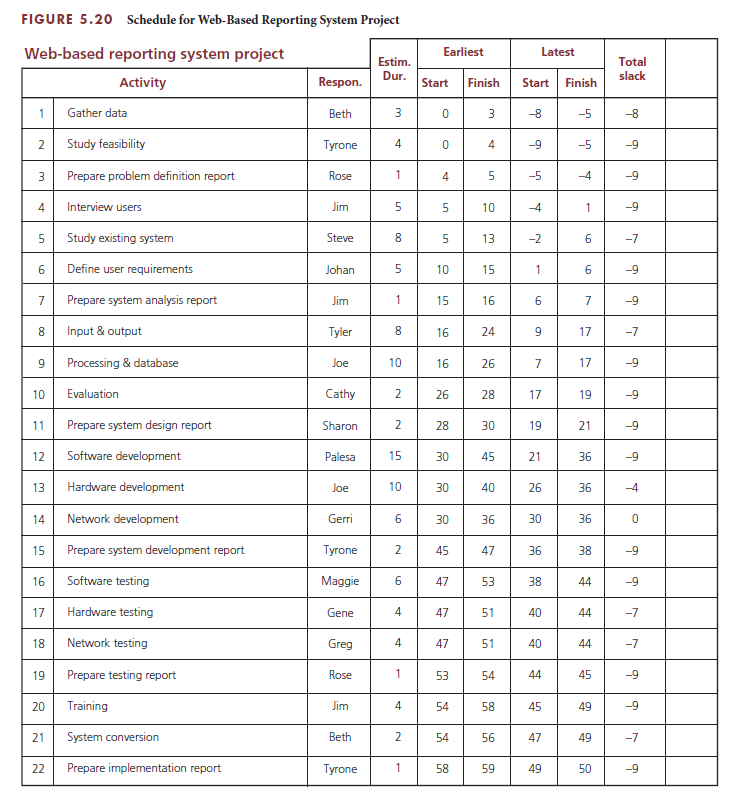 FIGURE 5.20 Schedule for Web-Based Reporting System Project
Web-based reporting system project
Estim. Dur. Earliest Latest Total slack
Activity Respon. Start Finish Start Finish
1 Gather data Beth 3 0 3 –8 –5 –8
2 Study feasibility Tyrone 4 0 4 –9 –5 –9
3 Prepare problem definition report Rose 1 4 5 –5 –4 –9
4 Interview users Jim 5 5 10 –4 1 –9
5 Study existing system Steve 8 5 13 –2 6 –7
6 Define user requirements Johan 5 10 15 1 6 –9
7 Prepare system analysis report Jim 1 15 16 6 7 –9
8 Input & output Tyler 8 16 24 9 17 –7
9 Processing & database Joe 10 16 26 7 17 –9
10 Evaluation Cathy 2 26 28 17 19 –9
11 Prepare system design report Sharon 2 28 30 19 21 –9
12 Software development Palesa 15 30 45 21 36 –9
13 Hardware development Joe 10 30 40 26 36 –4
14 Network development Gerri 6 30 36 30 36 0
15 Prepare system development report Tyrone 2 45 47 36 38 –9
16 Software testing Maggie 6 47 53 38 44 –9
17 Hardware testing Gene 4 47 51 40 44 –7
18 Network testing Greg 4 47 51 40 44 –7
19 Prepare testing report Rose 1 53 54 44 45 –9
20 Training Jim 4 54 58 45 49 –9
21 System conversion Beth 2 54 56 47 49 –7
22 Prepare implementation report Tyrone 1 58 59 49 50 –9